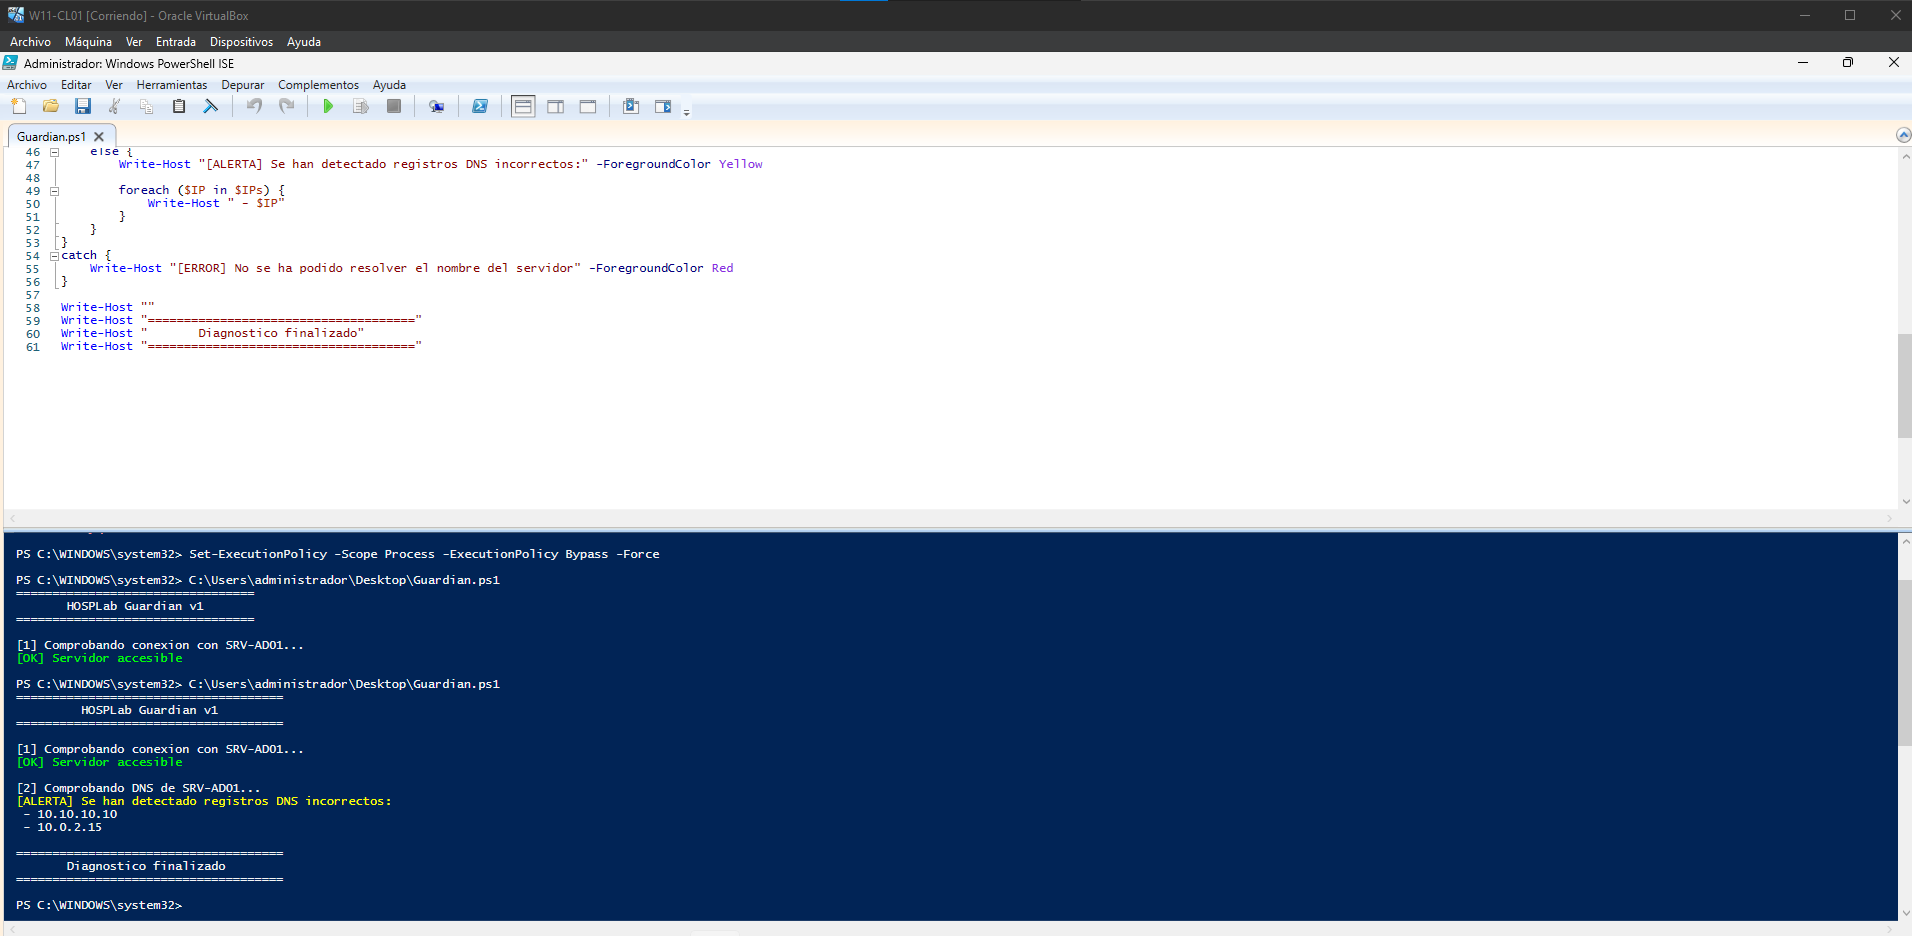 W11-CL01 [Corriendo] - Oracle VirtualBox
Archivo Máquina Ver Entrada Dispositivos Ayuda
Administrador: Windows PowerShell ISE
Archivo Editar Ver Herramientas Depurar Complementos Ayuda
Guardian.ps1
46 else {
47 Write-Host "[ALERTA] Se han detectado registros DNS incorrectos:" -ForegroundColor Yellow
48
49 foreach ($IP in $IPs) {
50 Write-Host " - $IP"
51 }
52 }
53 }
54 catch {
55 Write-Host "[ERROR] No se ha podido resolver el nombre del servidor" -ForegroundColor Red
56 }
57
58 Write-Host ""
59 Write-Host "====================================="
60 Write-Host "       Diagnostico finalizado"
61 Write-Host "====================================="
PS C:\WINDOWS\system32> Set-ExecutionPolicy -Scope Process -ExecutionPolicy Bypass -Force
PS C:\WINDOWS\system32> C:\Users\administrador\Desktop\Guardian.ps1
=================================
HOSPLab Guardian v1
=================================
[1] Comprobando conexion con SRV-AD01...
[OK] Servidor accesible
PS C:\WINDOWS\system32> C:\Users\administrador\Desktop\Guardian.ps1
=====================================
HOSPLab Guardian v1
=====================================
[1] Comprobando conexion con SRV-AD01...
[OK] Servidor accesible
[2] Comprobando DNS de SRV-AD01...
[ALERTA] Se han detectado registros DNS incorrectos:
- 10.10.10.10
- 10.0.2.15
=====================================
Diagnostico finalizado
=====================================
PS C:\WINDOWS\system32>